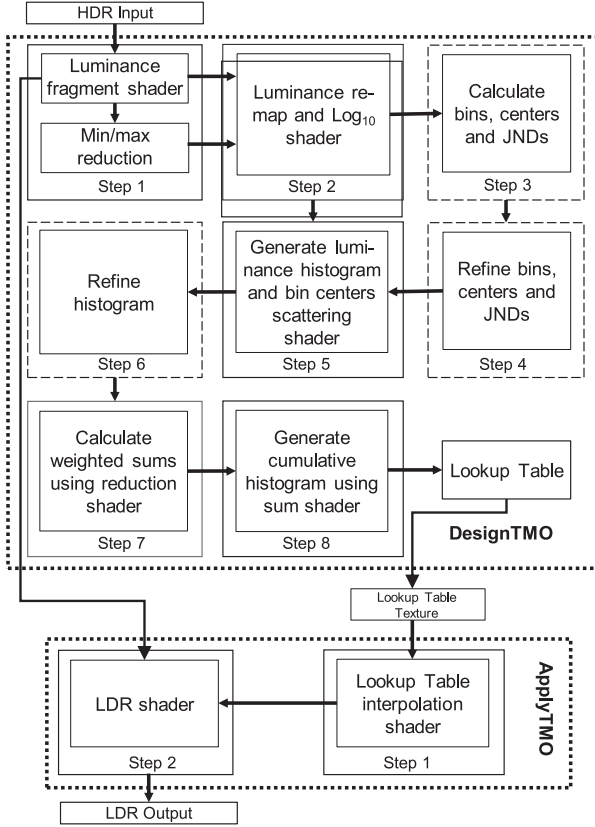 HDR Input
Luminance
fragment shader
Min/max
reduction
Step 1
Luminance re-
map and Log₁₀
shader
Step 2
Calculate
bins, centers
and JNDs
Step 3
Refine
histogram
Step 6
Generate lumi-
nance histogram
and bin centers
scattering
shader
Step 5
Refine bins,
centers and
JNDs
Step 4
Calculate
weighted sums
using reduction
shader
Step 7
Generate
cumulative
histogram using
sum shader
Step 8
Lookup Table
DesignTMO
Lookup Table
Texture
LDR shader
Step 2
Lookup Table
interpolation
shader
Step 1
ApplyTMO
LDR Output